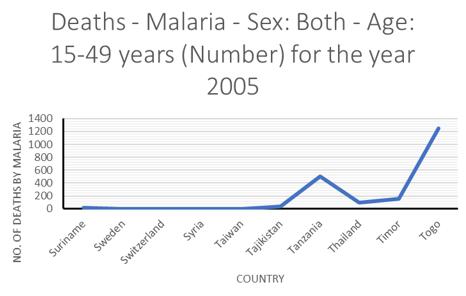 Deaths - Malaria - Sex: Both - Age:
15-49 years (Number) for the year
2005
NO. OF DEATHS BY MALARIA
1400
1200
1000
800
600
400
200
0
Suriname
Sweden
Switzerland
Syria
Taiwan
Tajikistan
Tanzania
Thailand
Timor
Togo
COUNTRY